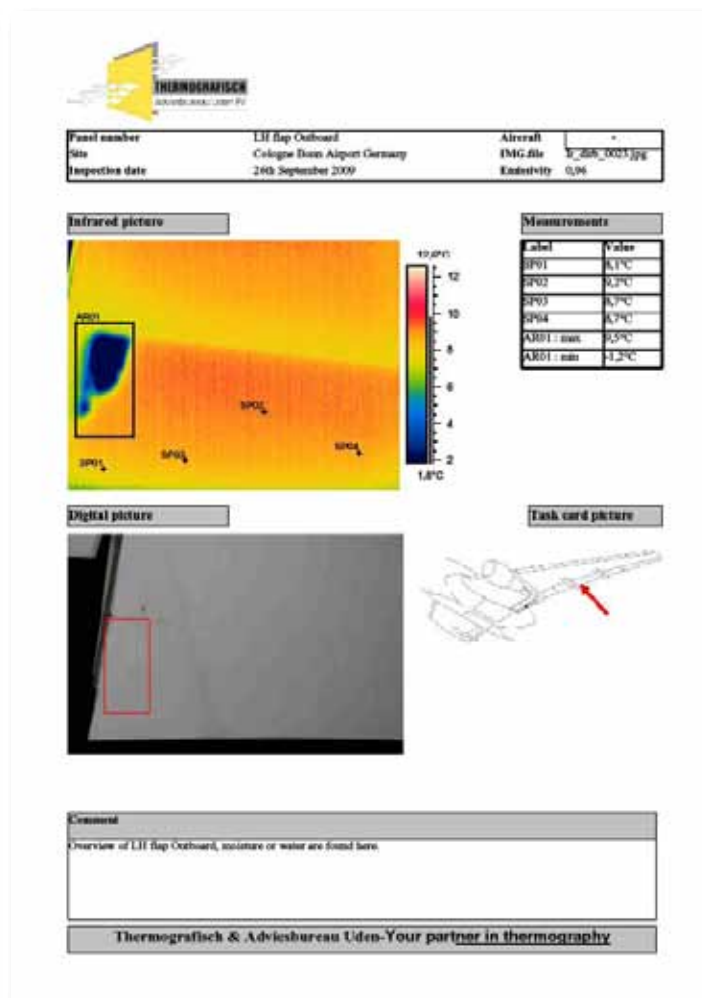 THERMOGRAFISCH
Panel number LH flap Outboard Aircraft -
Site Cologne Bonn Airport Germany IMG.file
Inspection date 26th September 2009 Emissivity 0,96
Infrared picture Measurements
Label Value
SP01 8,1°C
SP02 9,2°C
SP03 8,7°C
SP04 8,7°C
AR01 : max 9,5°C
AR01 : min -1,2°C
12
10
8
6
4
2
1,8°C
AR01
SP02
SP04
SP03
SP01
Digital picture Task card picture
Comment
Overview of LH flap Outboard, moisture or water are found here.
Thermografisch & Adviesbureau Uden-Your partner in thermography